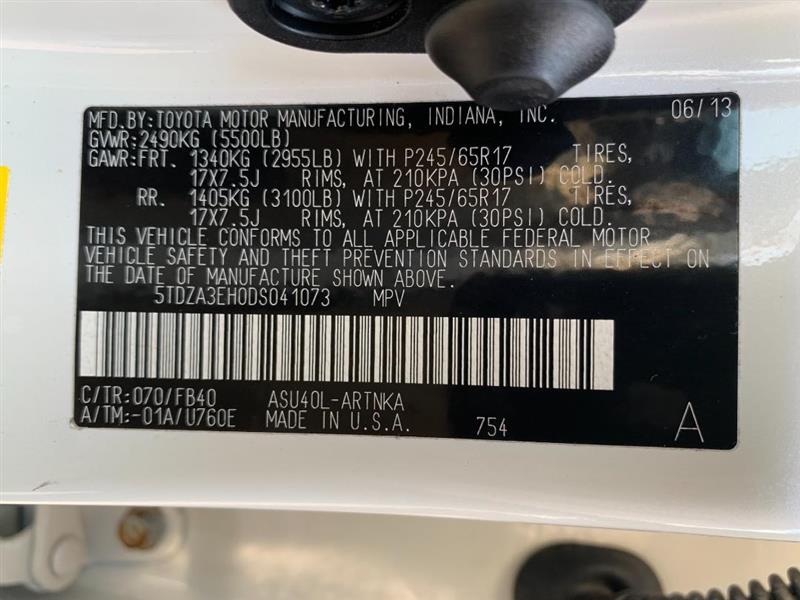 MFD.BY:TOYOTA MOTOR MANUFACTURING, INDIANA, INC. 06/13
GVWR:2490KG (5500LB)
GAWR:FRT. 1340KG (2955LB) WITH P245/65R17 TIRES,
17X7.5J RIMS, AT 210KPA (30PSI) COLD.
RR. 1405KG (3100LB) WITH P245/65R17 TIRES,
17X7.5J RIMS, AT 210KPA (30PSI) COLD.
THIS VEHICLE CONFORMS TO ALL APPLICABLE FEDERAL MOTOR
VEHICLE SAFETY AND THEFT PREVENTION STANDARDS IN EFFECT ON
THE DATE OF MANUFACTURE SHOWN ABOVE.
5TDZA3EH0DS041073 MPV
C/TR:070/FB40 ASU40L-ARTNKA
A/TM:-01A/U760E MADE IN U.S.A. 754 A